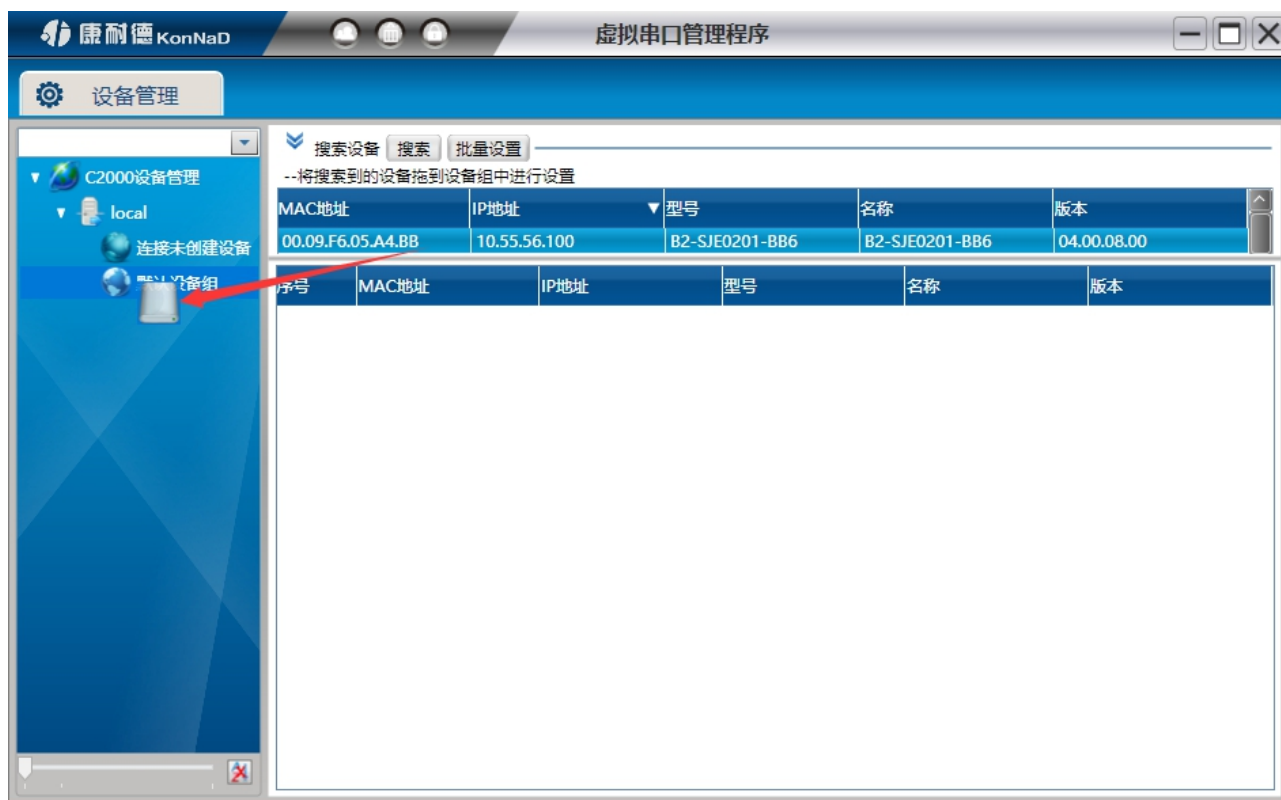 康耐德 KonNaD
虚拟串口管理程序
设备管理
C2000设备管理
local
连接未创建设备
默认设备组
搜索设备 搜索 批量设置
--将搜索到的设备拖到设备组中进行设置
MAC地址 IP地址 型号 名称 版本
00.09.F6.05.A4.BB 10.55.56.100 B2-SJE0201-BB6 B2-SJE0201-BB6 04.00.08.00
序号 MAC地址 IP地址 型号 名称 版本